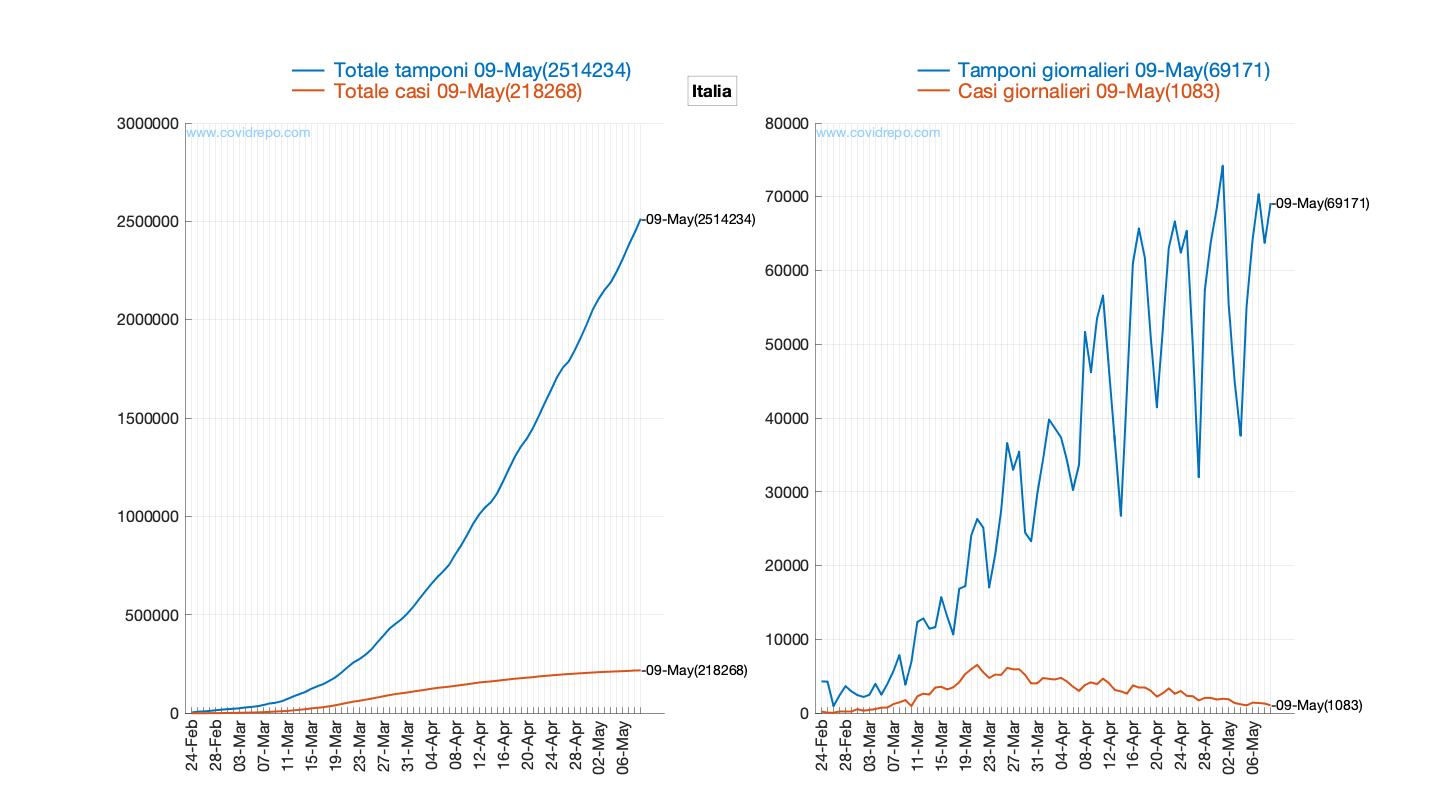 Totale tamponi 09-May(2514234)
Totale casi 09-May(218268)
Italia
Tamponi giornalieri 09-May(69171)
Casi giornalieri 09-May(1083)
www.covidrepo.com
3000000
2500000
2000000
1500000
1000000
500000
0
-09-May(2514234)
-09-May(218268)
24-Feb
28-Feb
03-Mar
07-Mar
11-Mar
15-Mar
19-Mar
23-Mar
27-Mar
31-Mar
04-Apr
08-Apr
12-Apr
16-Apr
20-Apr
24-Apr
28-Apr
02-May
06-May
www.covidrepo.com
80000
70000
60000
50000
40000
30000
20000
10000
0
-09-May(69171)
-09-May(1083)
24-Feb
28-Feb
03-Mar
07-Mar
11-Mar
15-Mar
19-Mar
23-Mar
27-Mar
31-Mar
04-Apr
08-Apr
12-Apr
16-Apr
20-Apr
24-Apr
28-Apr
02-May
06-May